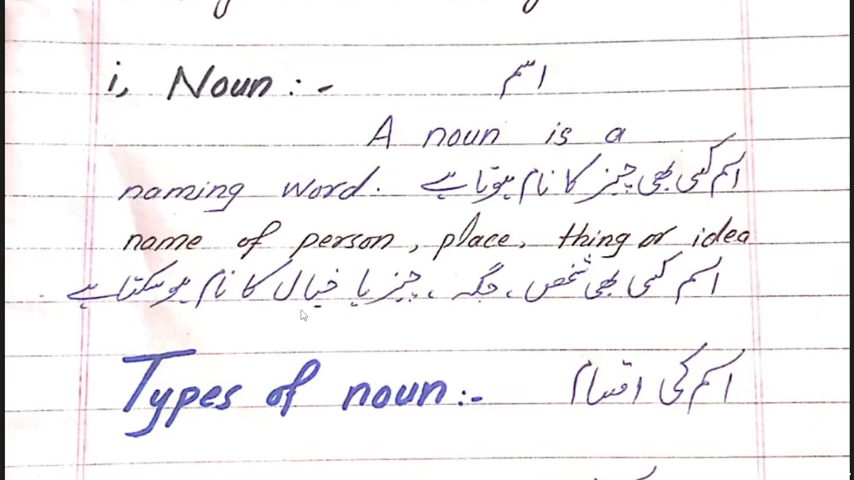 i, Noun :- اسم
A noun is a
naming word. اسم کسی بھی چیز کا نام ہوتا ہے
name of person, place, thing or idea
اسم کسی بھی شخص، جگہ، چیز یا خیال کا نام ہو سکتا ہے
Types of noun :- اسم کی اقسام